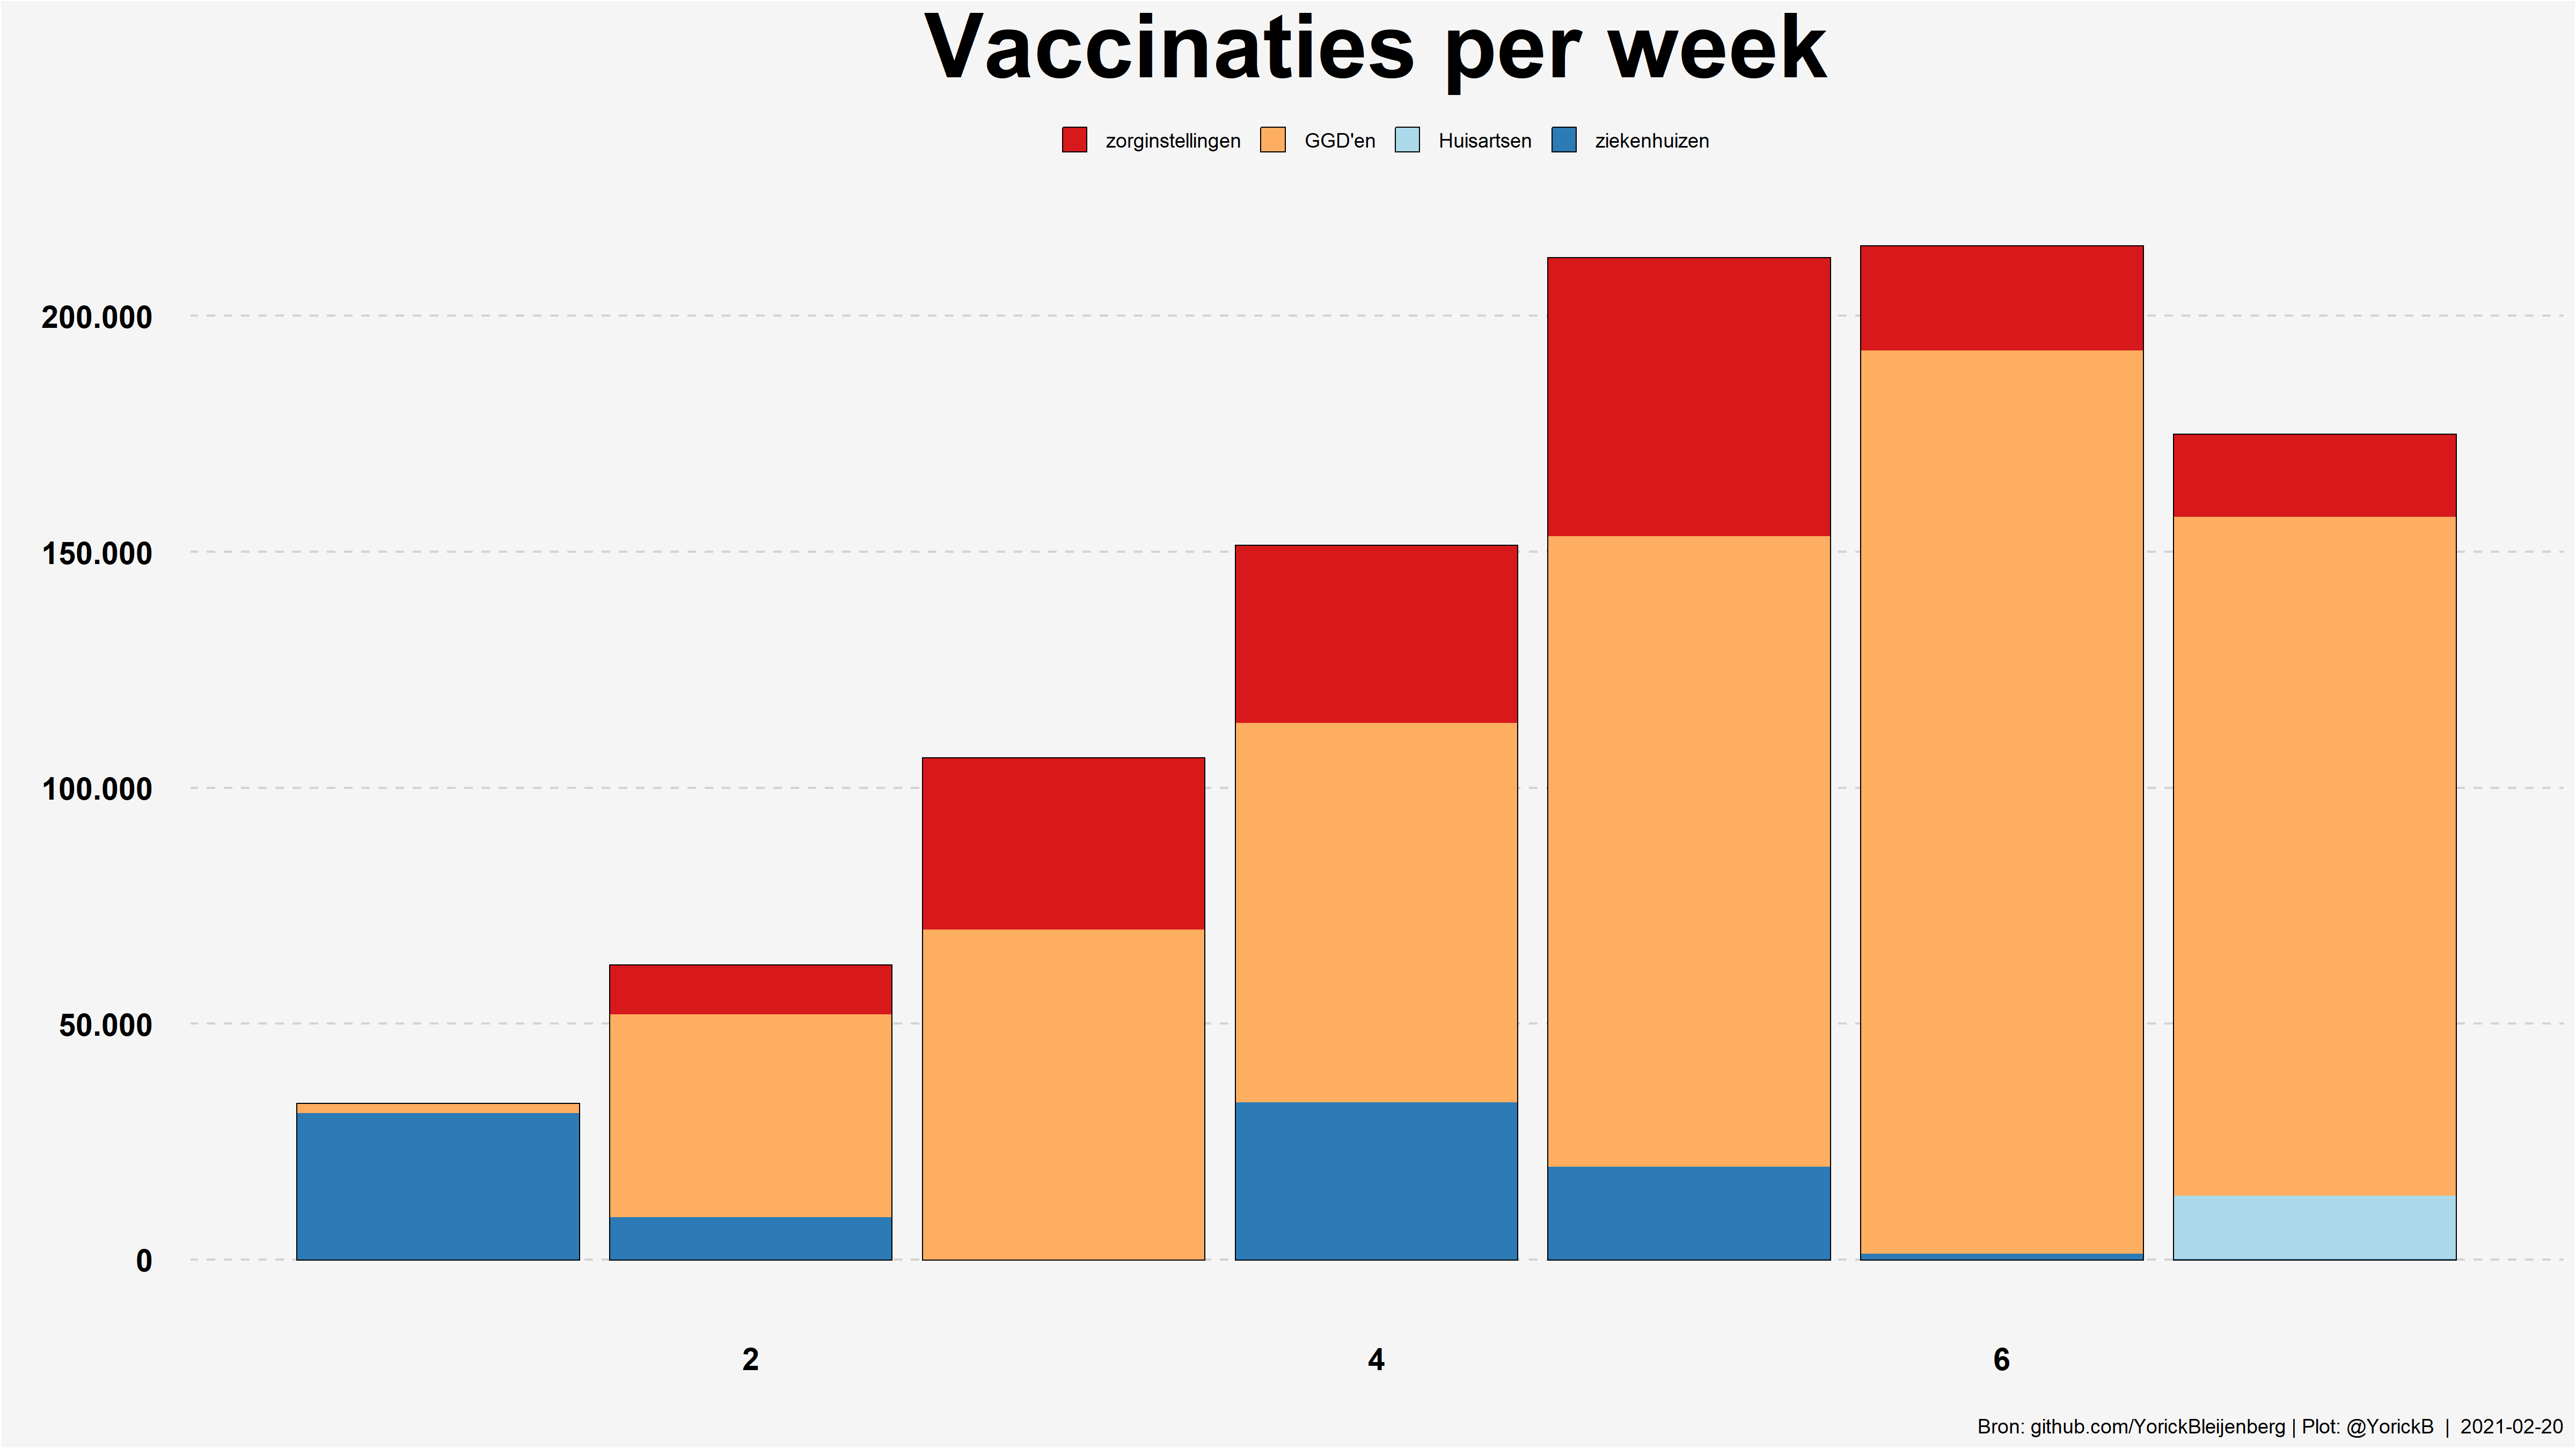 Vaccinaties per week
zorginstellingen GGD'en Huisartsen ziekenhuizen
200.000
150.000
100.000
50.000
0
2 4 6
Bron: github.com/YorickBleijenberg | Plot: @YorickB | 2021-02-20